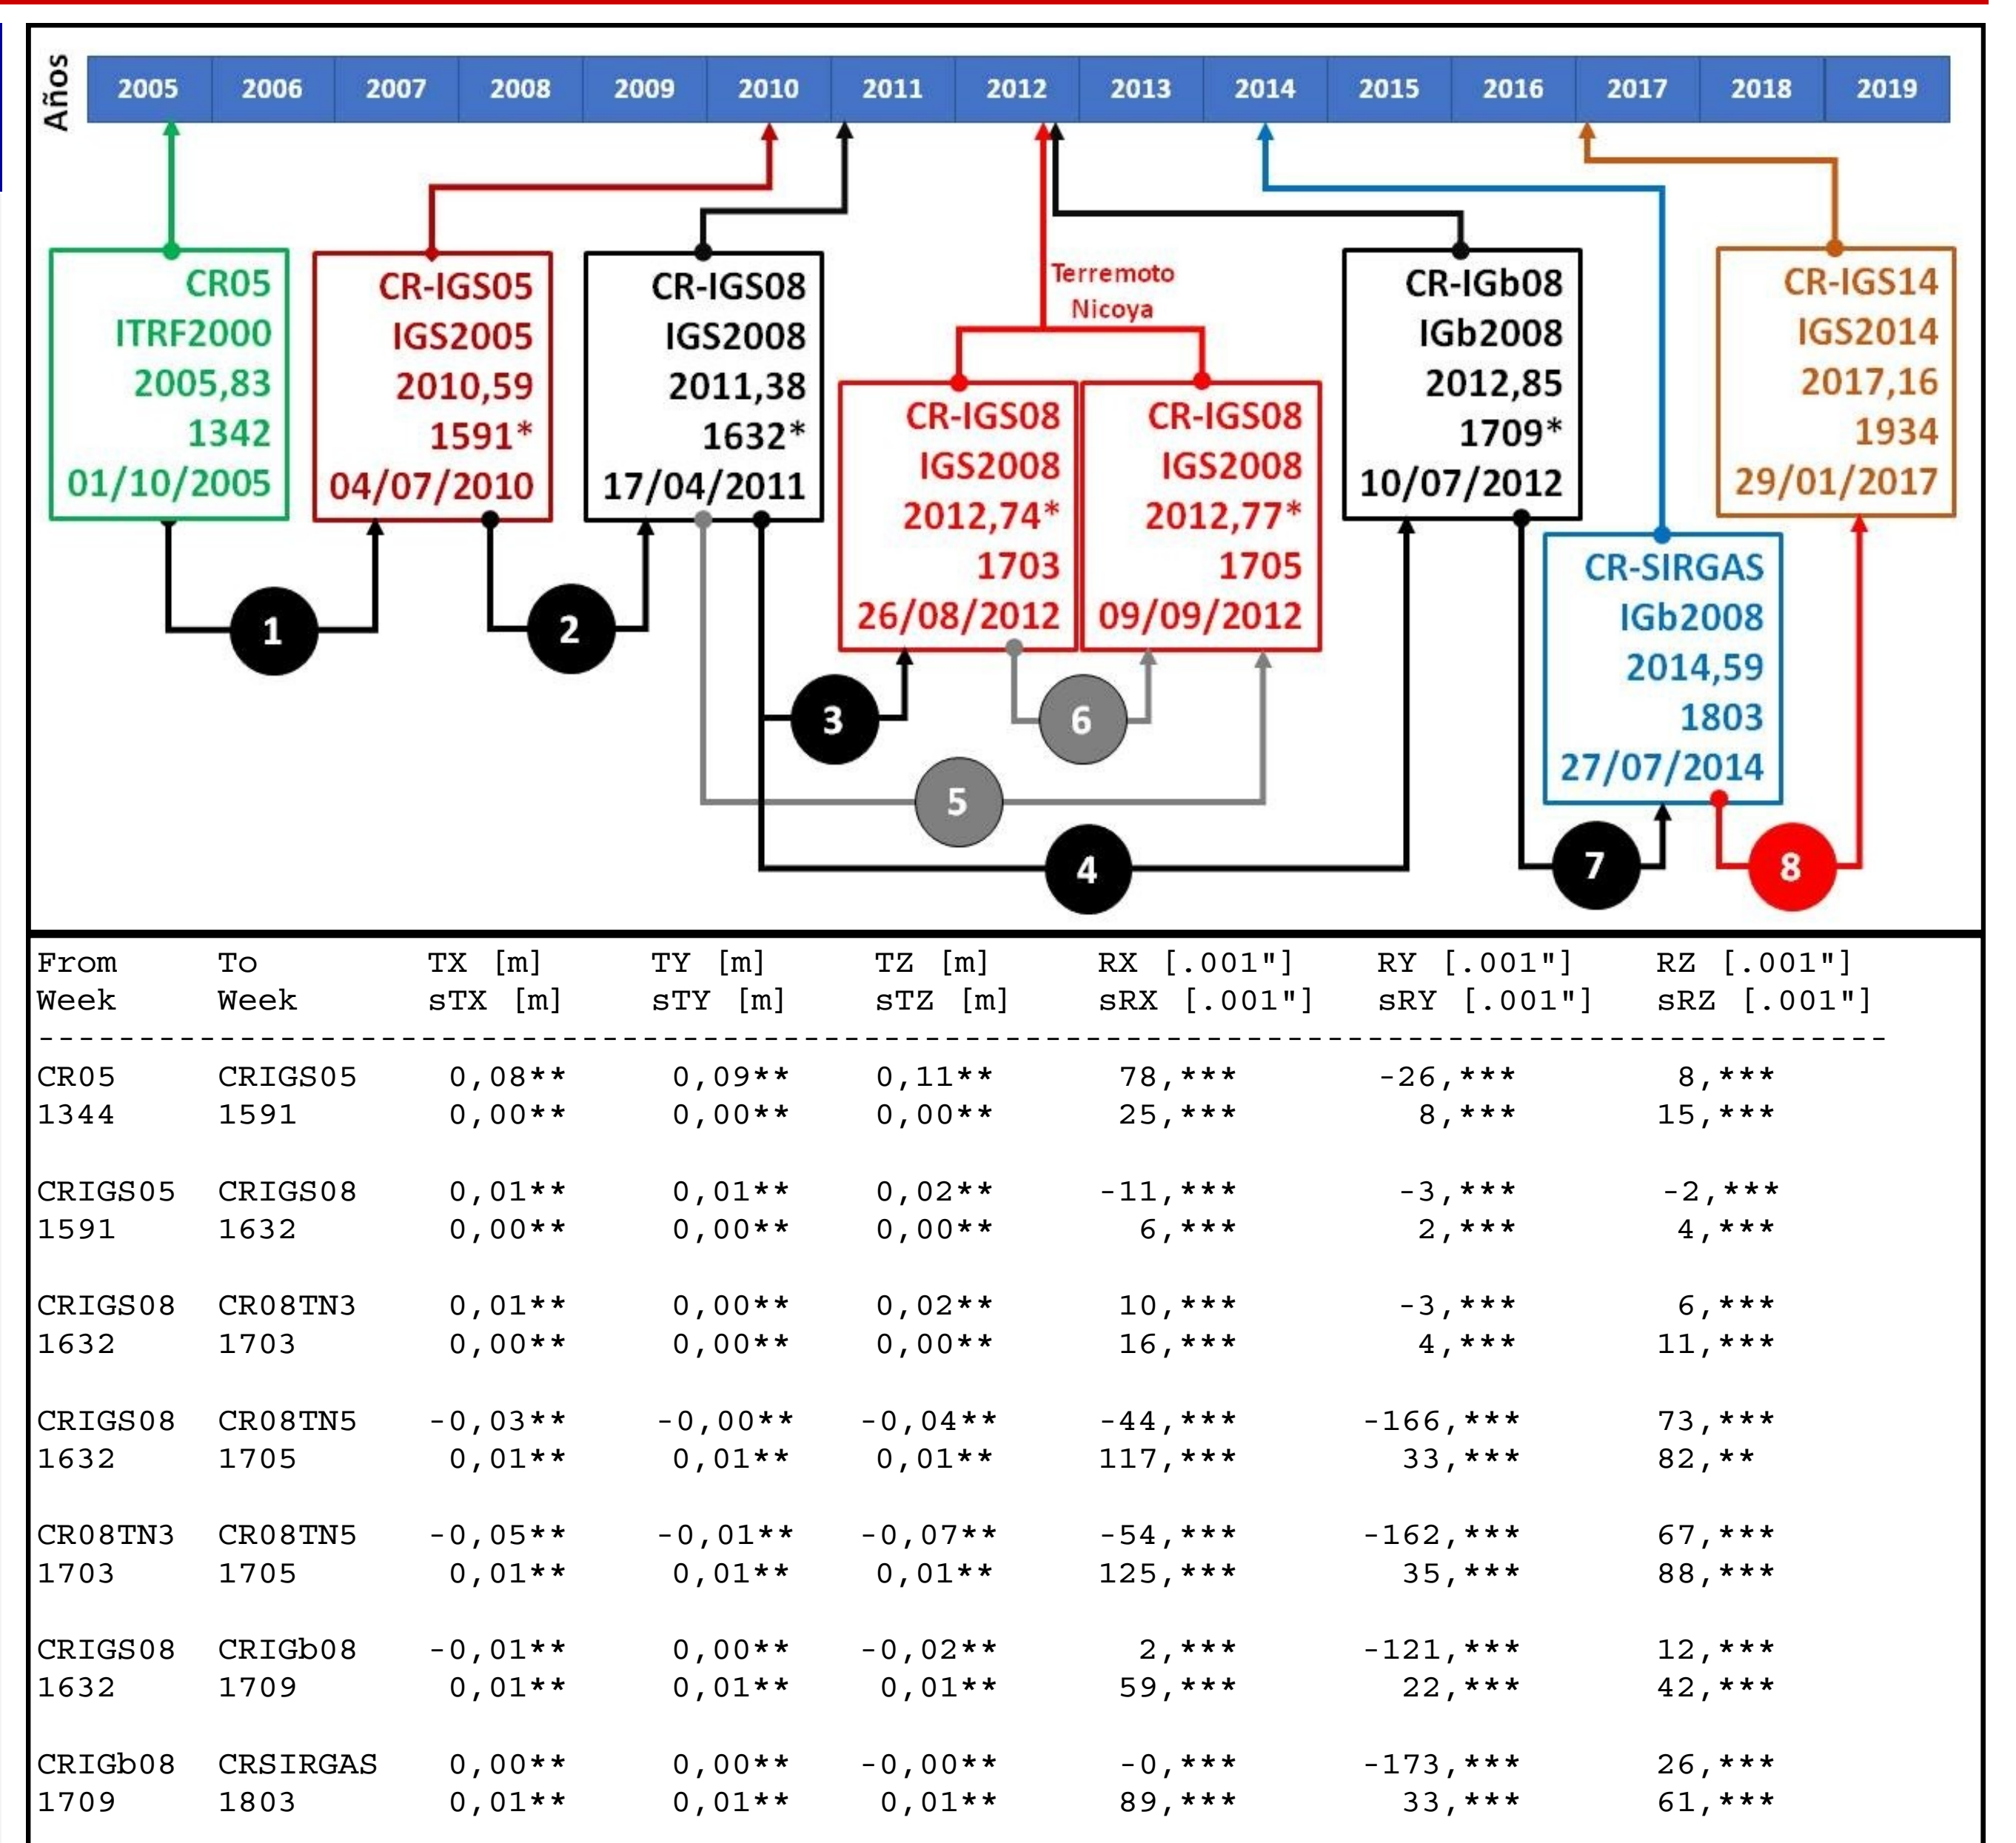 Años
2005 2006 2007 2008 2009 2010 2011 2012 2013 2014 2015 2016 2017 2018 2019
CR05
ITRF2000
2005,83
1342
01/10/2005
CR-IGS05
IGS2005
2010,59
1591*
04/07/2010
CR-IGS08
IGS2008
2011,38
1632*
17/04/2011
Terremoto
Nicoya
CR-IGS08
IGS2008
2012,74*
1703
26/08/2012
CR-IGS08
IGS2008
2012,77*
1705
09/09/2012
CR-IGb08
IGb2008
2012,85
1709*
10/07/2012
CR-SIRGAS
IGb2008
2014,59
1803
27/07/2014
CR-IGS14
IGS2014
2017,16
1934
29/01/2017
1
2
3
6
5
4
7
8
From To TX [m] TY [m] TZ [m] RX [.001"] RY [.001"] RZ [.001"]
Week Week sTX [m] sTY [m] sTZ [m] sRX [.001"] sRY [.001"] sRZ [.001"]
--------------------------------------------------------------------------------------------
CR05 CRIGS05 0,08** 0,09** 0,11** 78,*** -26,*** 8,***
1344 1591 0,00** 0,00** 0,00** 25,*** 8,*** 15,***
CRIGS05 CRIGS08 0,01** 0,01** 0,02** -11,*** -3,*** -2,***
1591 1632 0,00** 0,00** 0,00** 6,*** 2,*** 4,***
CRIGS08 CR08TN3 0,01** 0,00** 0,02** 10,*** -3,*** 6,***
1632 1703 0,00** 0,00** 0,00** 16,*** 4,*** 11,***
CRIGS08 CR08TN5 -0,03** -0,00** -0,04** -44,*** -166,*** 73,***
1632 1705 0,01** 0,01** 0,01** 117,*** 33,*** 82,**
CR08TN3 CR08TN5 -0,05** -0,01** -0,07** -54,*** -162,*** 67,***
1703 1705 0,01** 0,01** 0,01** 125,*** 35,*** 88,***
CRIGS08 CRIGb08 -0,01** 0,00** -0,02** 2,*** -121,*** 12,***
1632 1709 0,01** 0,01** 0,01** 59,*** 22,*** 42,***
CRIGb08 CRSIRGAS 0,00** 0,00** -0,00** -0,*** -173,*** 26,***
1709 1803 0,01** 0,01** 0,01** 89,*** 33,*** 61,***